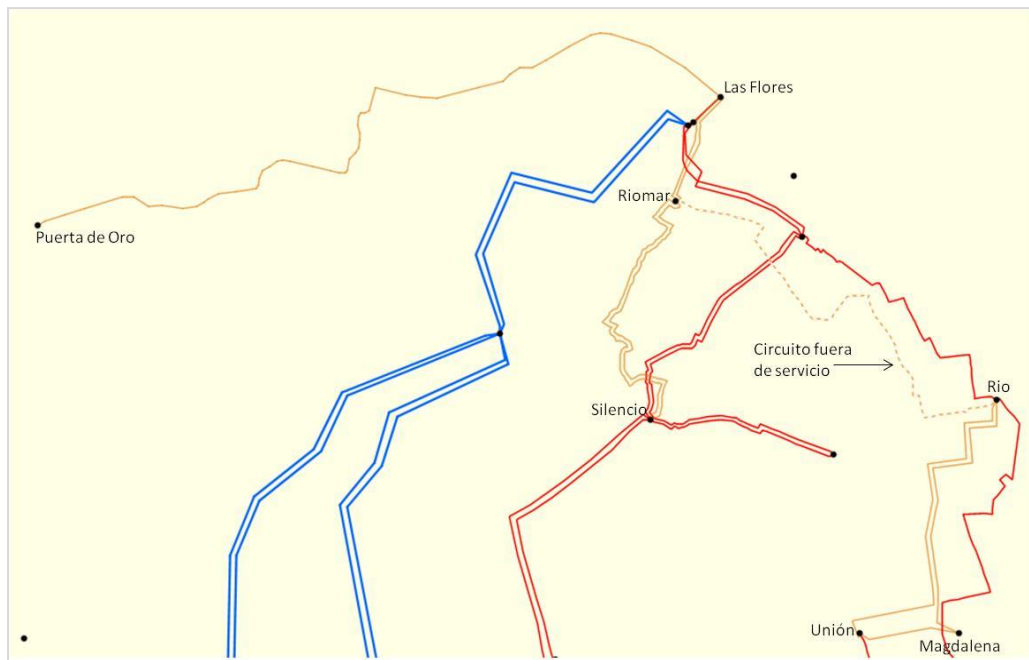 Las Flores
Riomar
Puerta de Oro
Circuito fuera
de servicio
Rio
Silencio
Unión
Magdalena